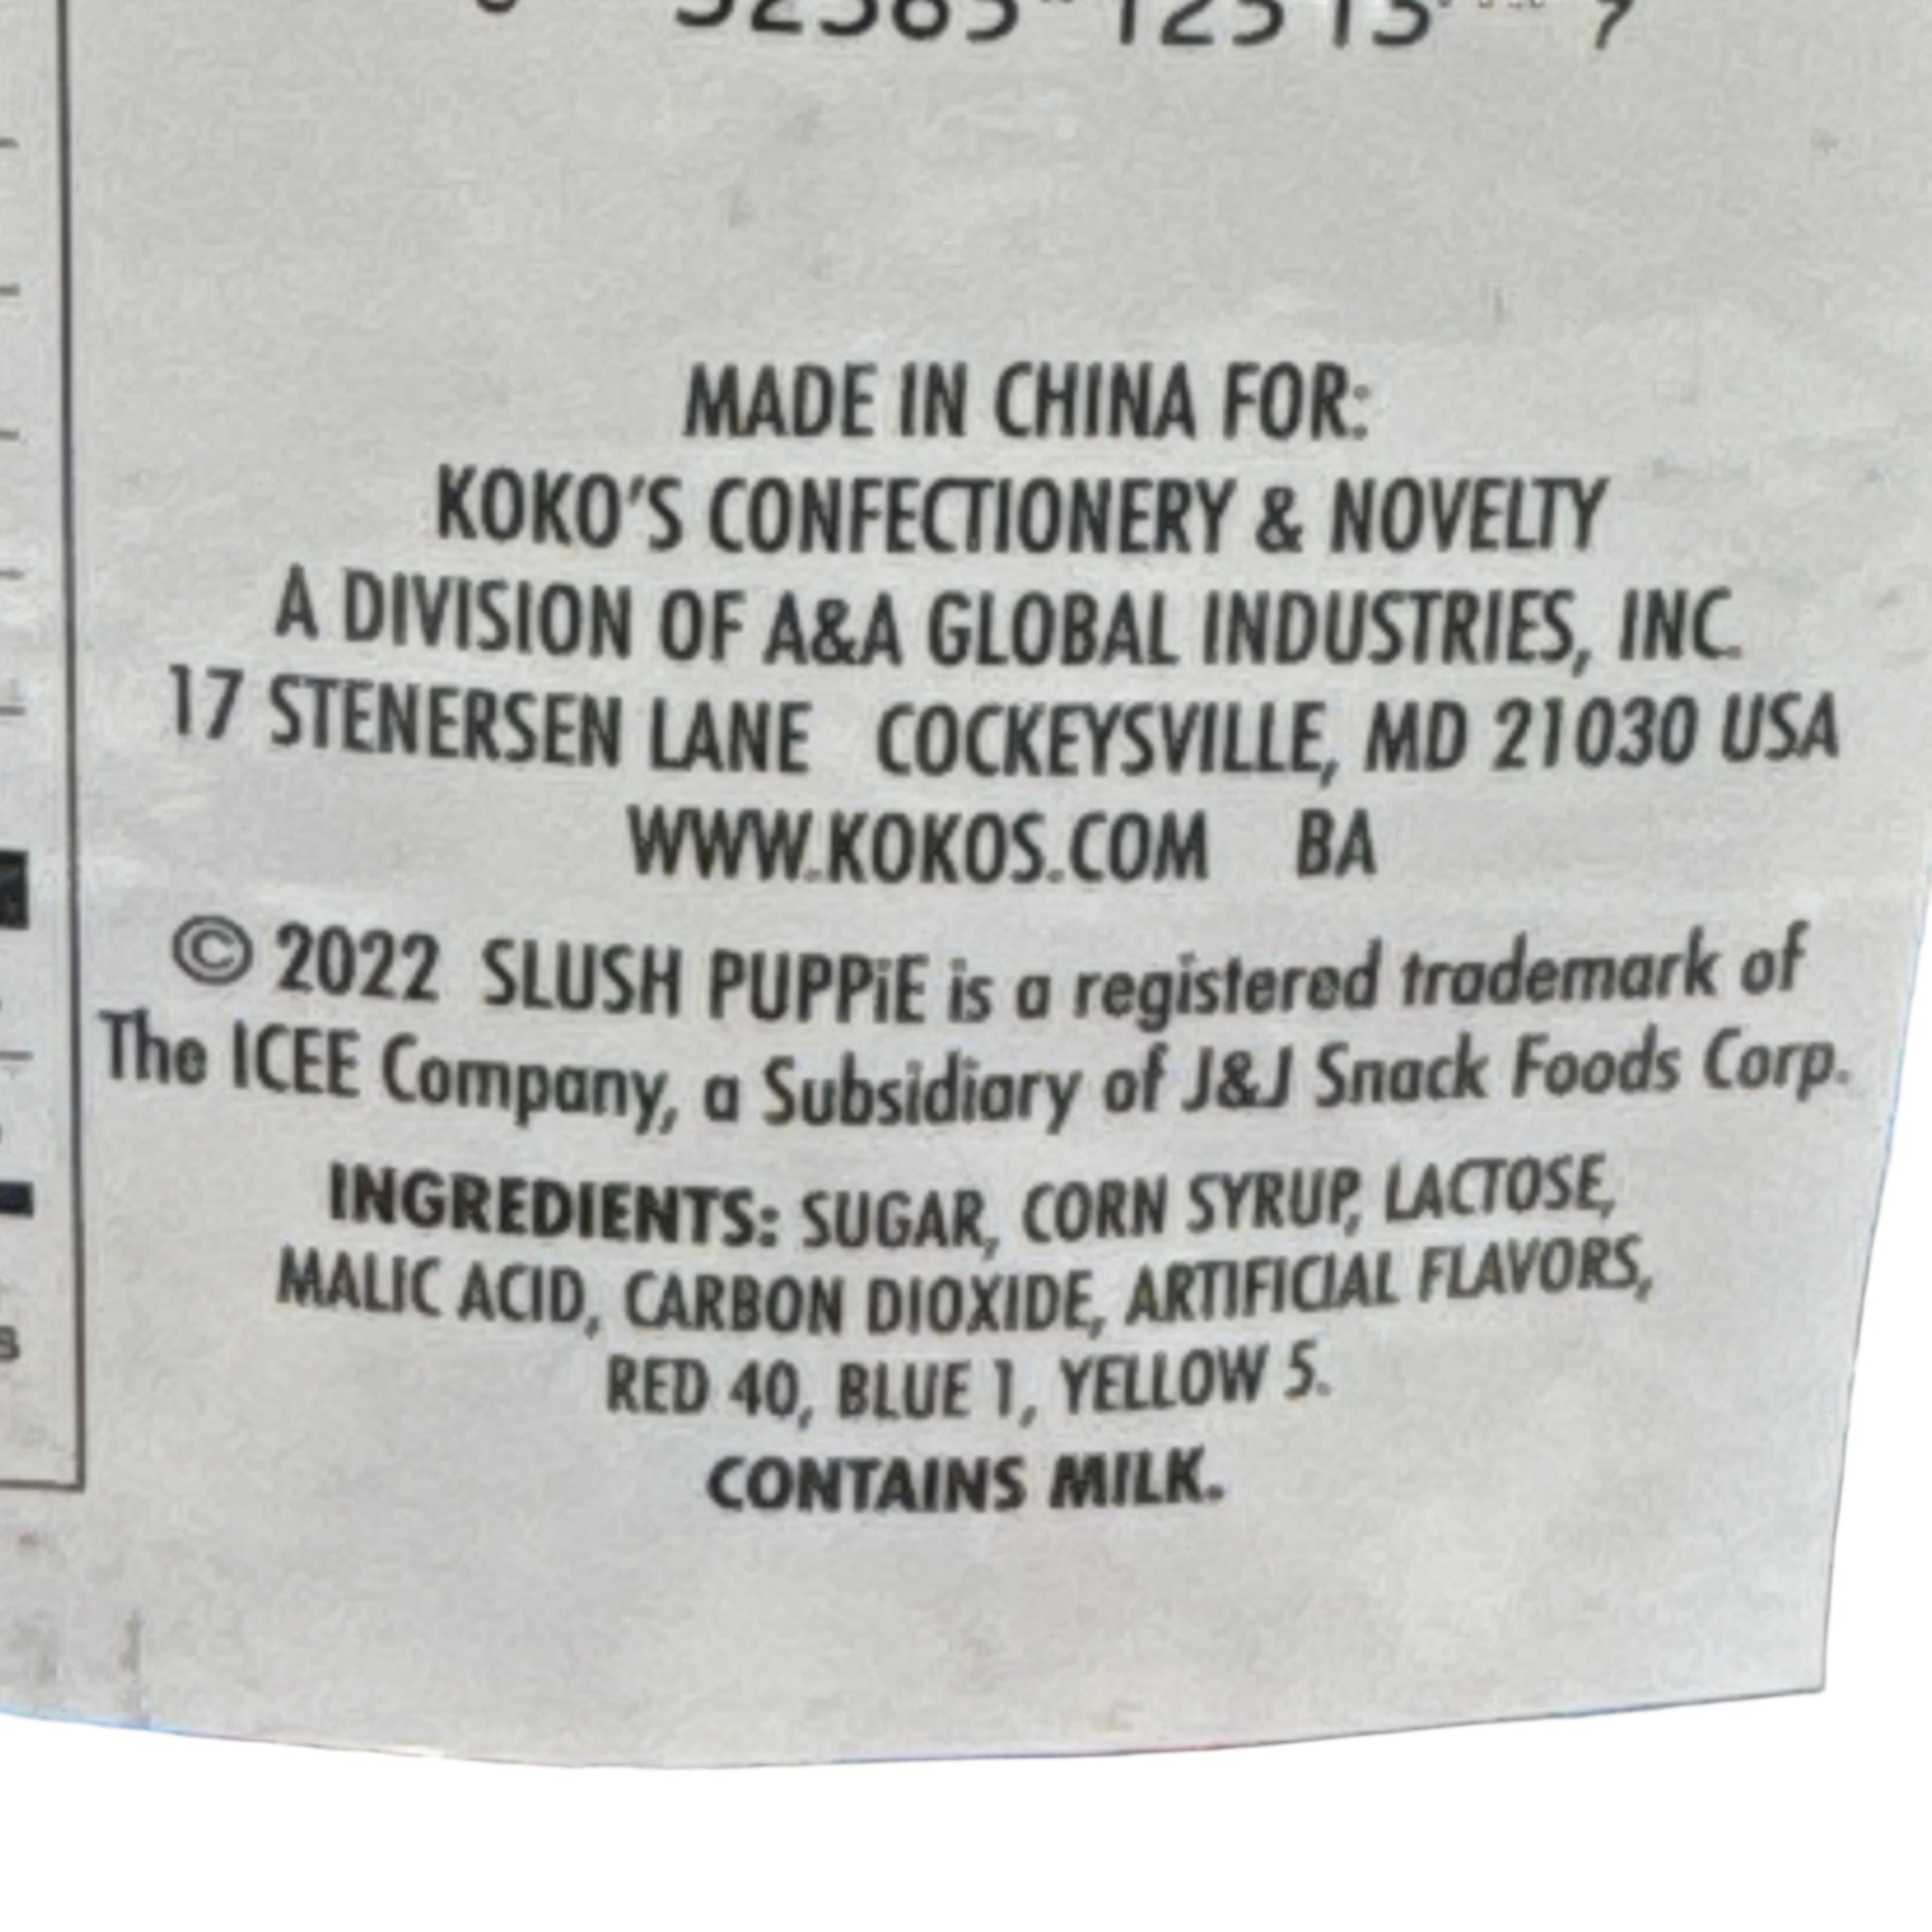 MADE IN CHINA FOR:
KOKO'S CONFECTIONERY & NOVELTY
A DIVISION OF A&A GLOBAL INDUSTRIES, INC.
17 STENERSEN LANE COCKEYSVILLE, MD 21030 USA
WWW.KOKOS.COM BA
© 2022 SLUSH PUPPiE is a registered trademark of
The ICEE Company, a Subsidiary of J&J Snack Foods Corp.
INGREDIENTS: SUGAR, CORN SYRUP, LACTOSE,
MALIC ACID, CARBON DIOXIDE, ARTIFICIAL FLAVORS,
RED 40, BLUE 1, YELLOW 5.
CONTAINS MILK.